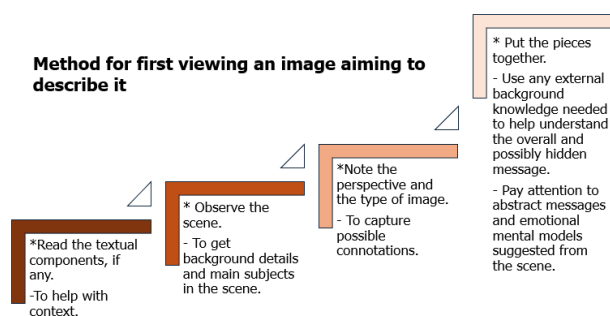 Method for first viewing an image aiming to
describe it
*Read the textual
components, if
any.
-To help with
context.
* Observe the
scene.
- To get
background details
and main subjects
in the scene.
*Note the
perspective and
the type of image.
- To capture
possible
connotations.
* Put the pieces
together.
- Use any external
background
knowledge needed
to help understand
the overall and
possibly hidden
message.
- Pay attention to
abstract messages
and emotional
mental models
suggested from
the scene.